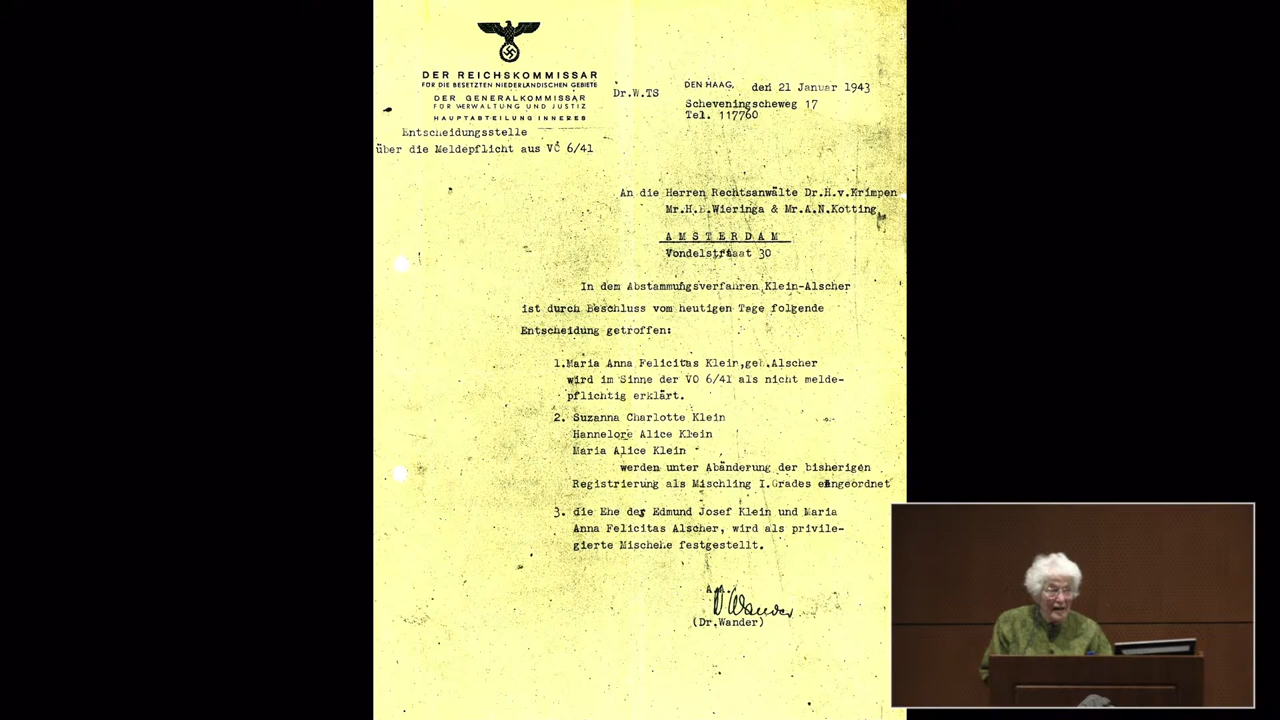 DER REICHSKOMMISSAR
FÜR DIE BESETZTEN NIEDERLÄNDISCHEN GEBIETE
DER GENERALKOMMISSAR
FÜR VERWALTUNG UND JUSTIZ
HAUPTABTEILUNG INNERES
Entscheidungsstelle
über die Meldepflicht aus VO 6/41
Dr.W.TS
DEN HAAG, den 21 Januar 1943
Scheveningscheweg 17
Tel. 117760
An die Herren Rechtsanwälte Dr.H.v.Krimpen
Mr.H.E.Wieringa & Mr.A.N.Kotting,
AMSTERDAM
Vondelstraat 30
In dem Abstammungsverfahren Klein-Alscher
ist durch Beschluss vom heutigen Tage folgende
Entscheidung getroffen:
1.Maria Anna Felicitas Klein,geb.Alscher
wird im Sinne der VO 6/41 als nicht melde-
pflichtig erklärt.
2. Suzanna Charlotte Klein
Hannelore Alice Klein
Maria Alice Klein
werden unter Abänderung der bisherigen
Registrierung als Mischling I.Grades eingeordnet
3. die Ehe des Edmund Josef Klein und Maria
Anna Felicitas Alscher, wird als privile-
gierte Mischehe festgestellt.
Wander
(Dr.Wander)